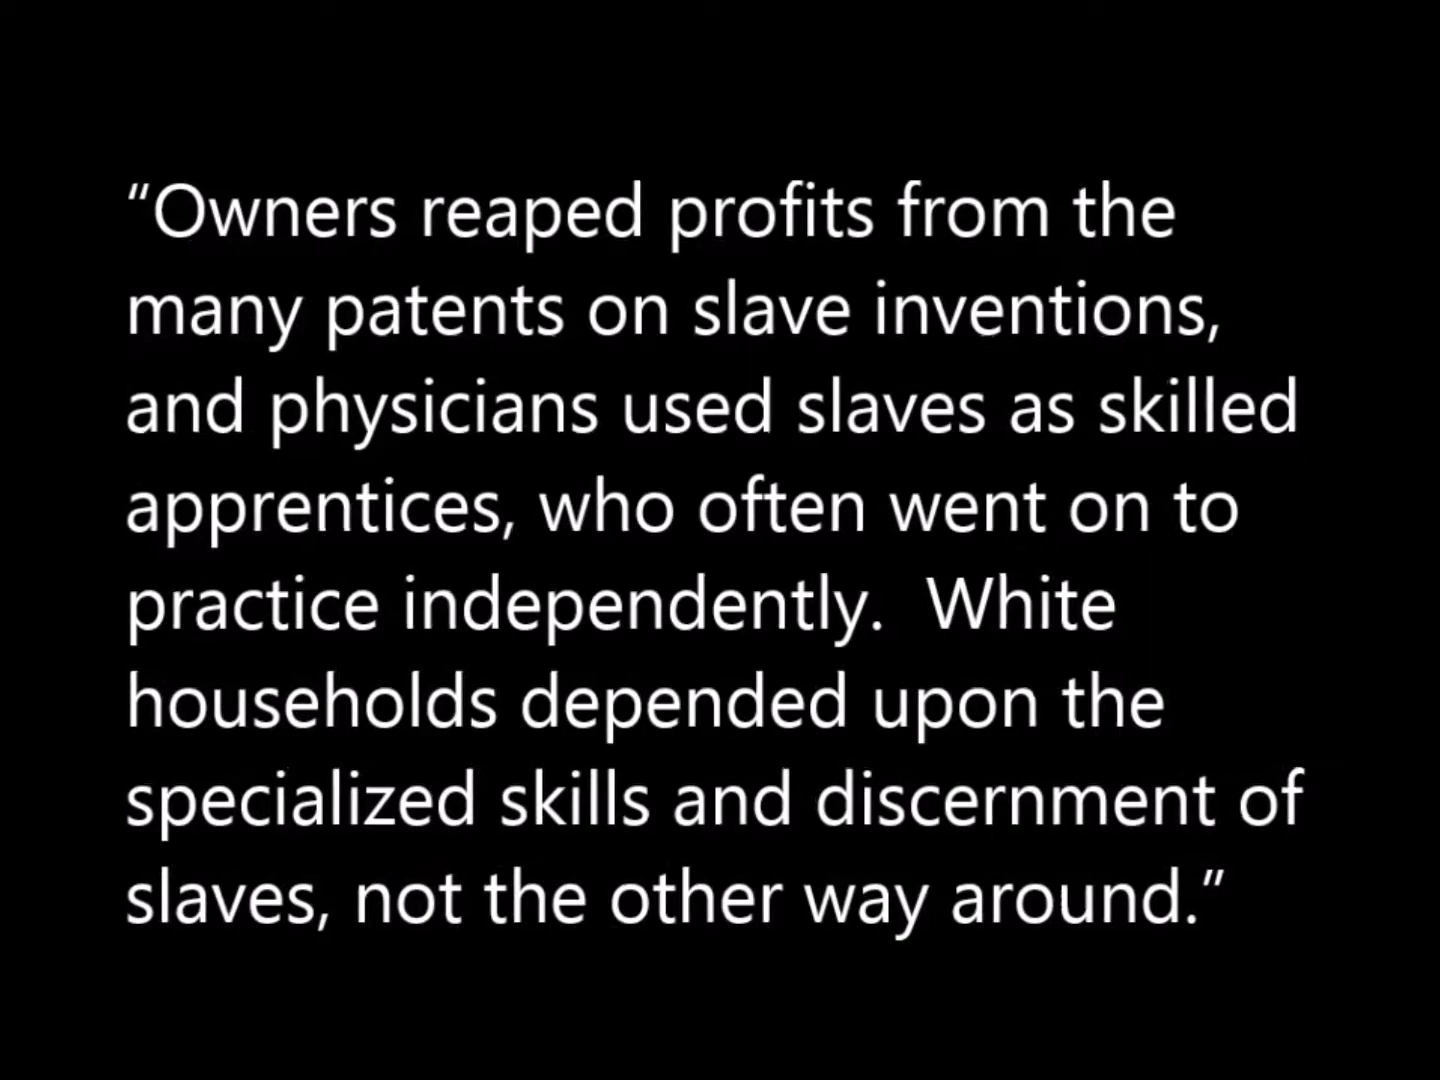 “Owners reaped profits from the
many patents on slave inventions,
and physicians used slaves as skilled
apprentices, who often went on to
practice independently.  White
households depended upon the
specialized skills and discernment of
slaves, not the other way around.”